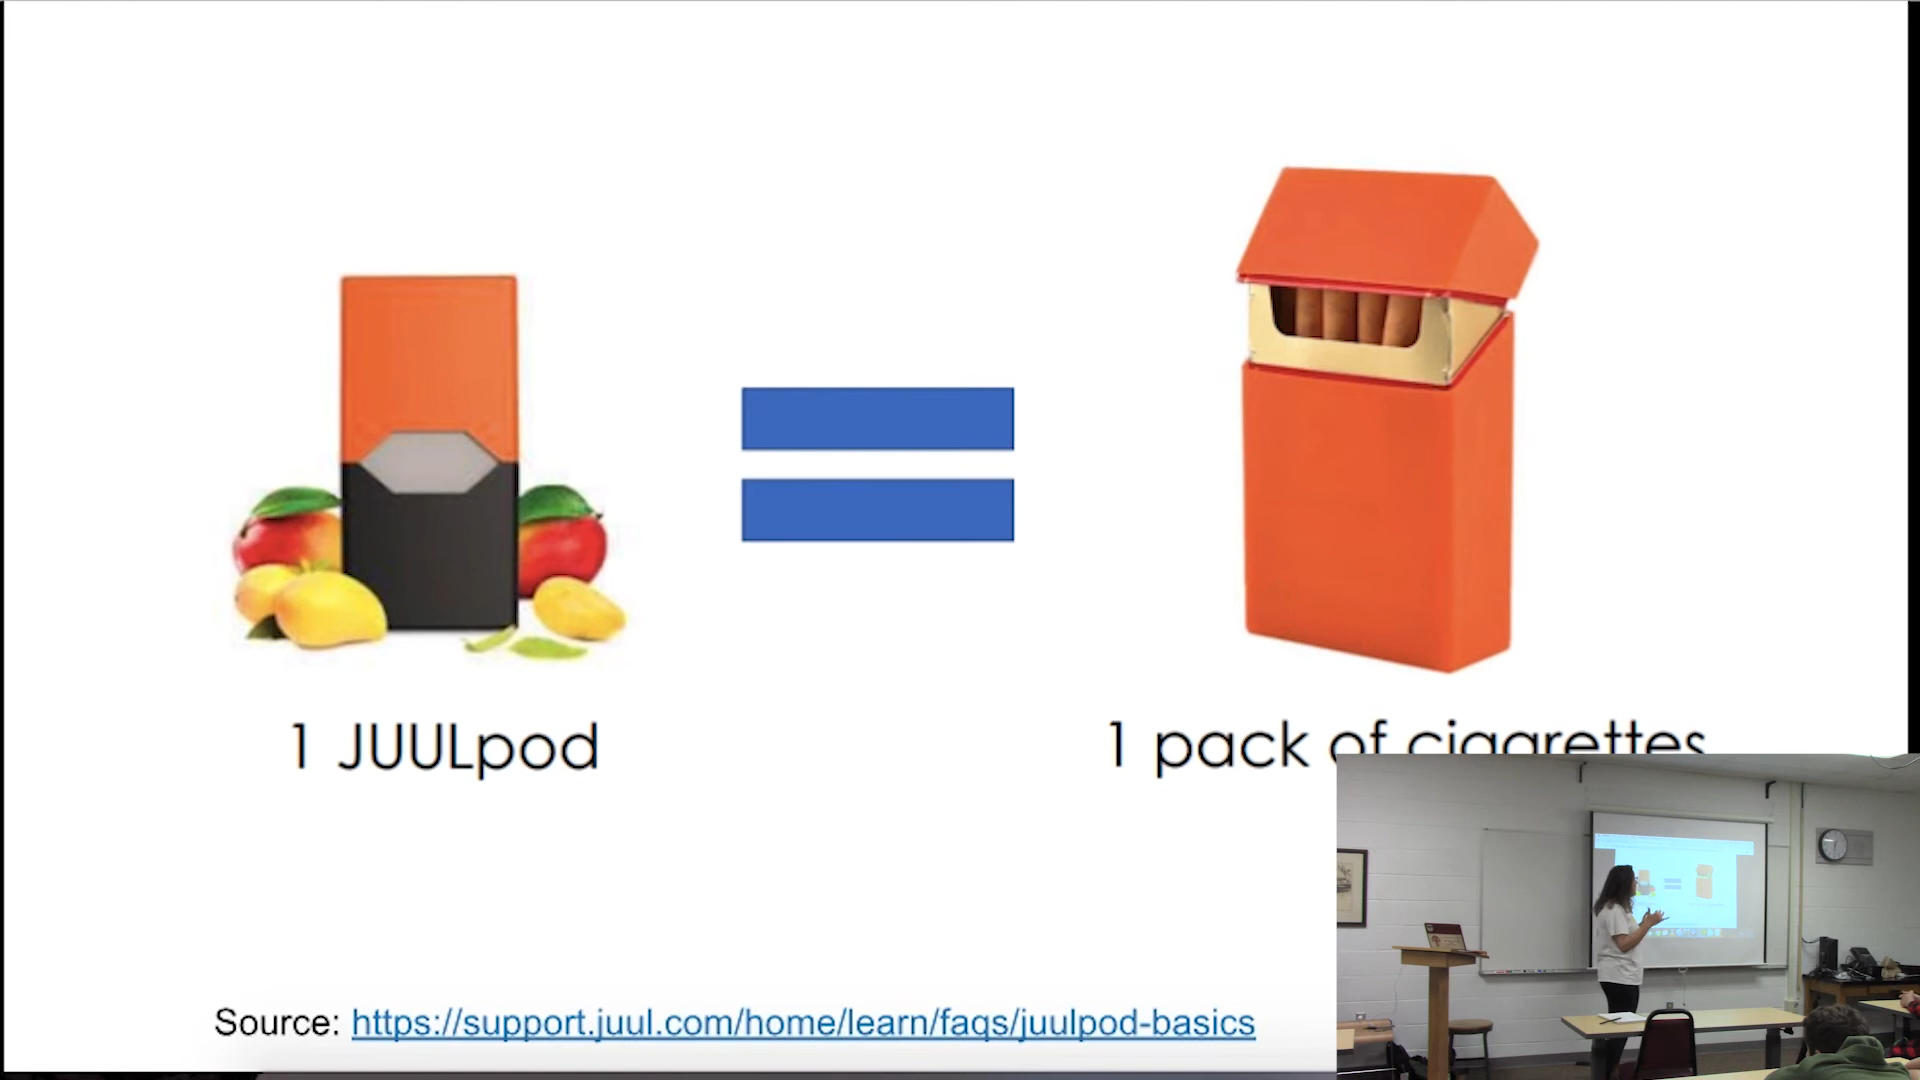 1 JUULpod
1 pack of cigarettes
Source: https://support.juul.com/home/learn/faqs/juulpod-basics